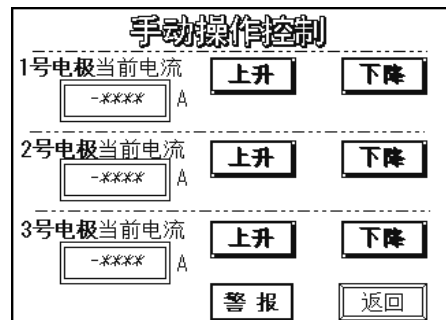 手动操作控制
1号电极当前电流 上升 下降
-**** A
2号电极当前电流 上升 下降
-**** A
3号电极当前电流 上升 下降
-**** A
警报 返回